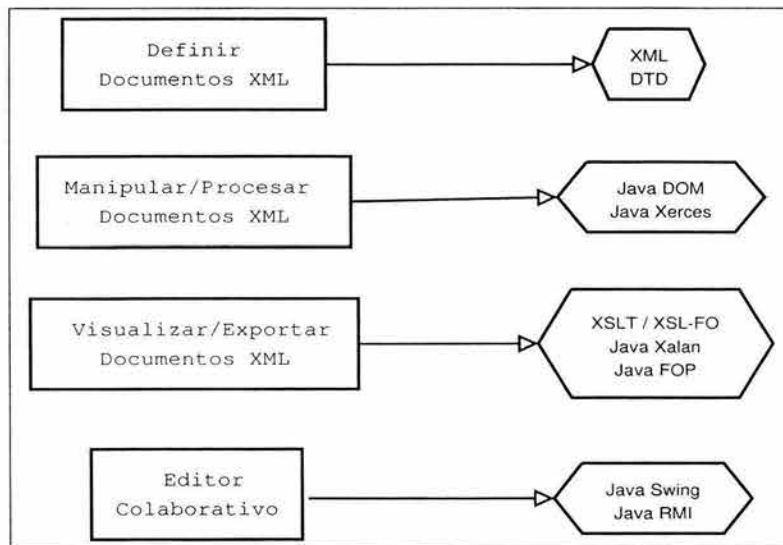 Definir
Documentos XML
XML
DTD
Manipular/Procesar
Documentos XML
Java DOM
Java Xerces
Visualizar/Exportar
Documentos XML
XSLT / XSL-FO
Java Xalan
Java FOP
Editor
Colaborativo
Java Swing
Java RMI